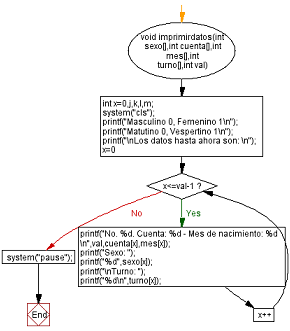 void imprimirdatos(int
sexo[],int cuenta[],int
mes[],int
turno[],int val)
int x=0,j,k,l,m;
system("cls");
printf("Masculino 0, Femenino 1\n");
printf("Matutino 0, Vespertino 1\n");
printf("\nLos datos hasta ahora son: \n");
x=0
x<=val-1 ?
No
Yes
system("pause");
End
printf("No. %d. Cuenta: %d - Mes de nacimiento: %d
\n",val,cuenta[x],mes[x]);
printf("Sexo: ");
printf("%d",sexo[x]);
printf("\nTurno: ");
printf("%d\n",turno[x]);
x++